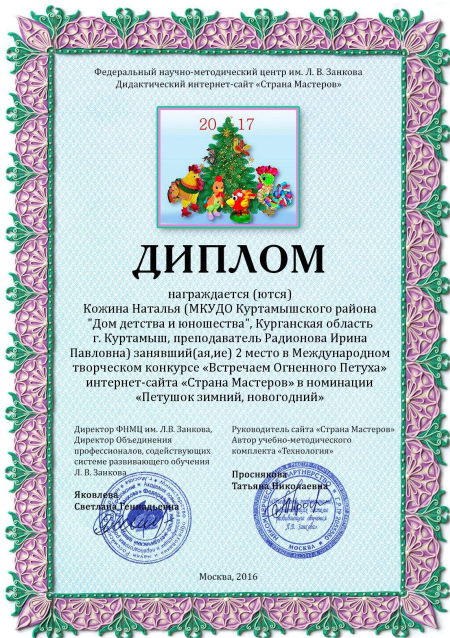 Федеральный научно-методический центр им. Л. В. Занкова
Дидактический интернет-сайт «Страна Мастеров»
20 17
ДИПЛОМ
награждается (ются)
Кожина Наталья (МКУДО Куртамышского района
"Дом детства и юношества", Курганская область
г. Куртамыш, преподаватель Радионова Ирина
Павловна) занявший(ая,ие) 2 место в Международном
творческом конкурсе «Встречаем Огненного Петуха»
интернет-сайта «Страна Мастеров» в номинации
«Петушок зимний, новогодний»
Директор ФНМЦ им. Л.В. Занкова,
Директор Объединения
профессионалов, содействующих
системе развивающего обучения
Л. В. Занкова
Яковлева
Светлана Геннадьевна
Руководитель сайта «Страна Мастеров»
Автор учебно-методического
комплекта «Технология»
Проснякова
Татьяна Николаевна
МОСКВА
Москва, 2016